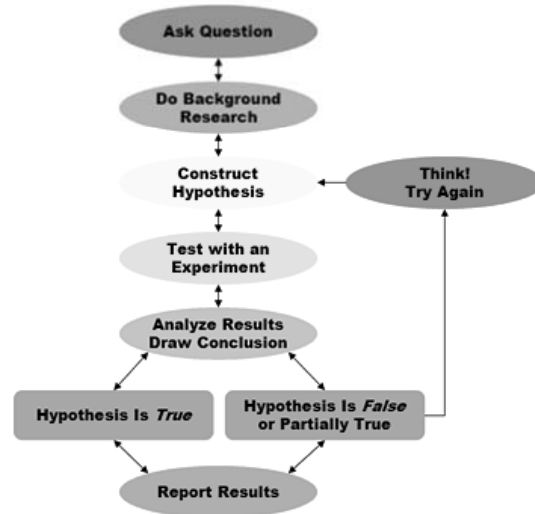 Ask Question
Do Background
Research
Construct
Hypothesis
Think!
Try Again
Test with an
Experiment
Analyze Results
Draw Conclusion
Hypothesis Is True
Hypothesis Is False
or Partially True
Report Results